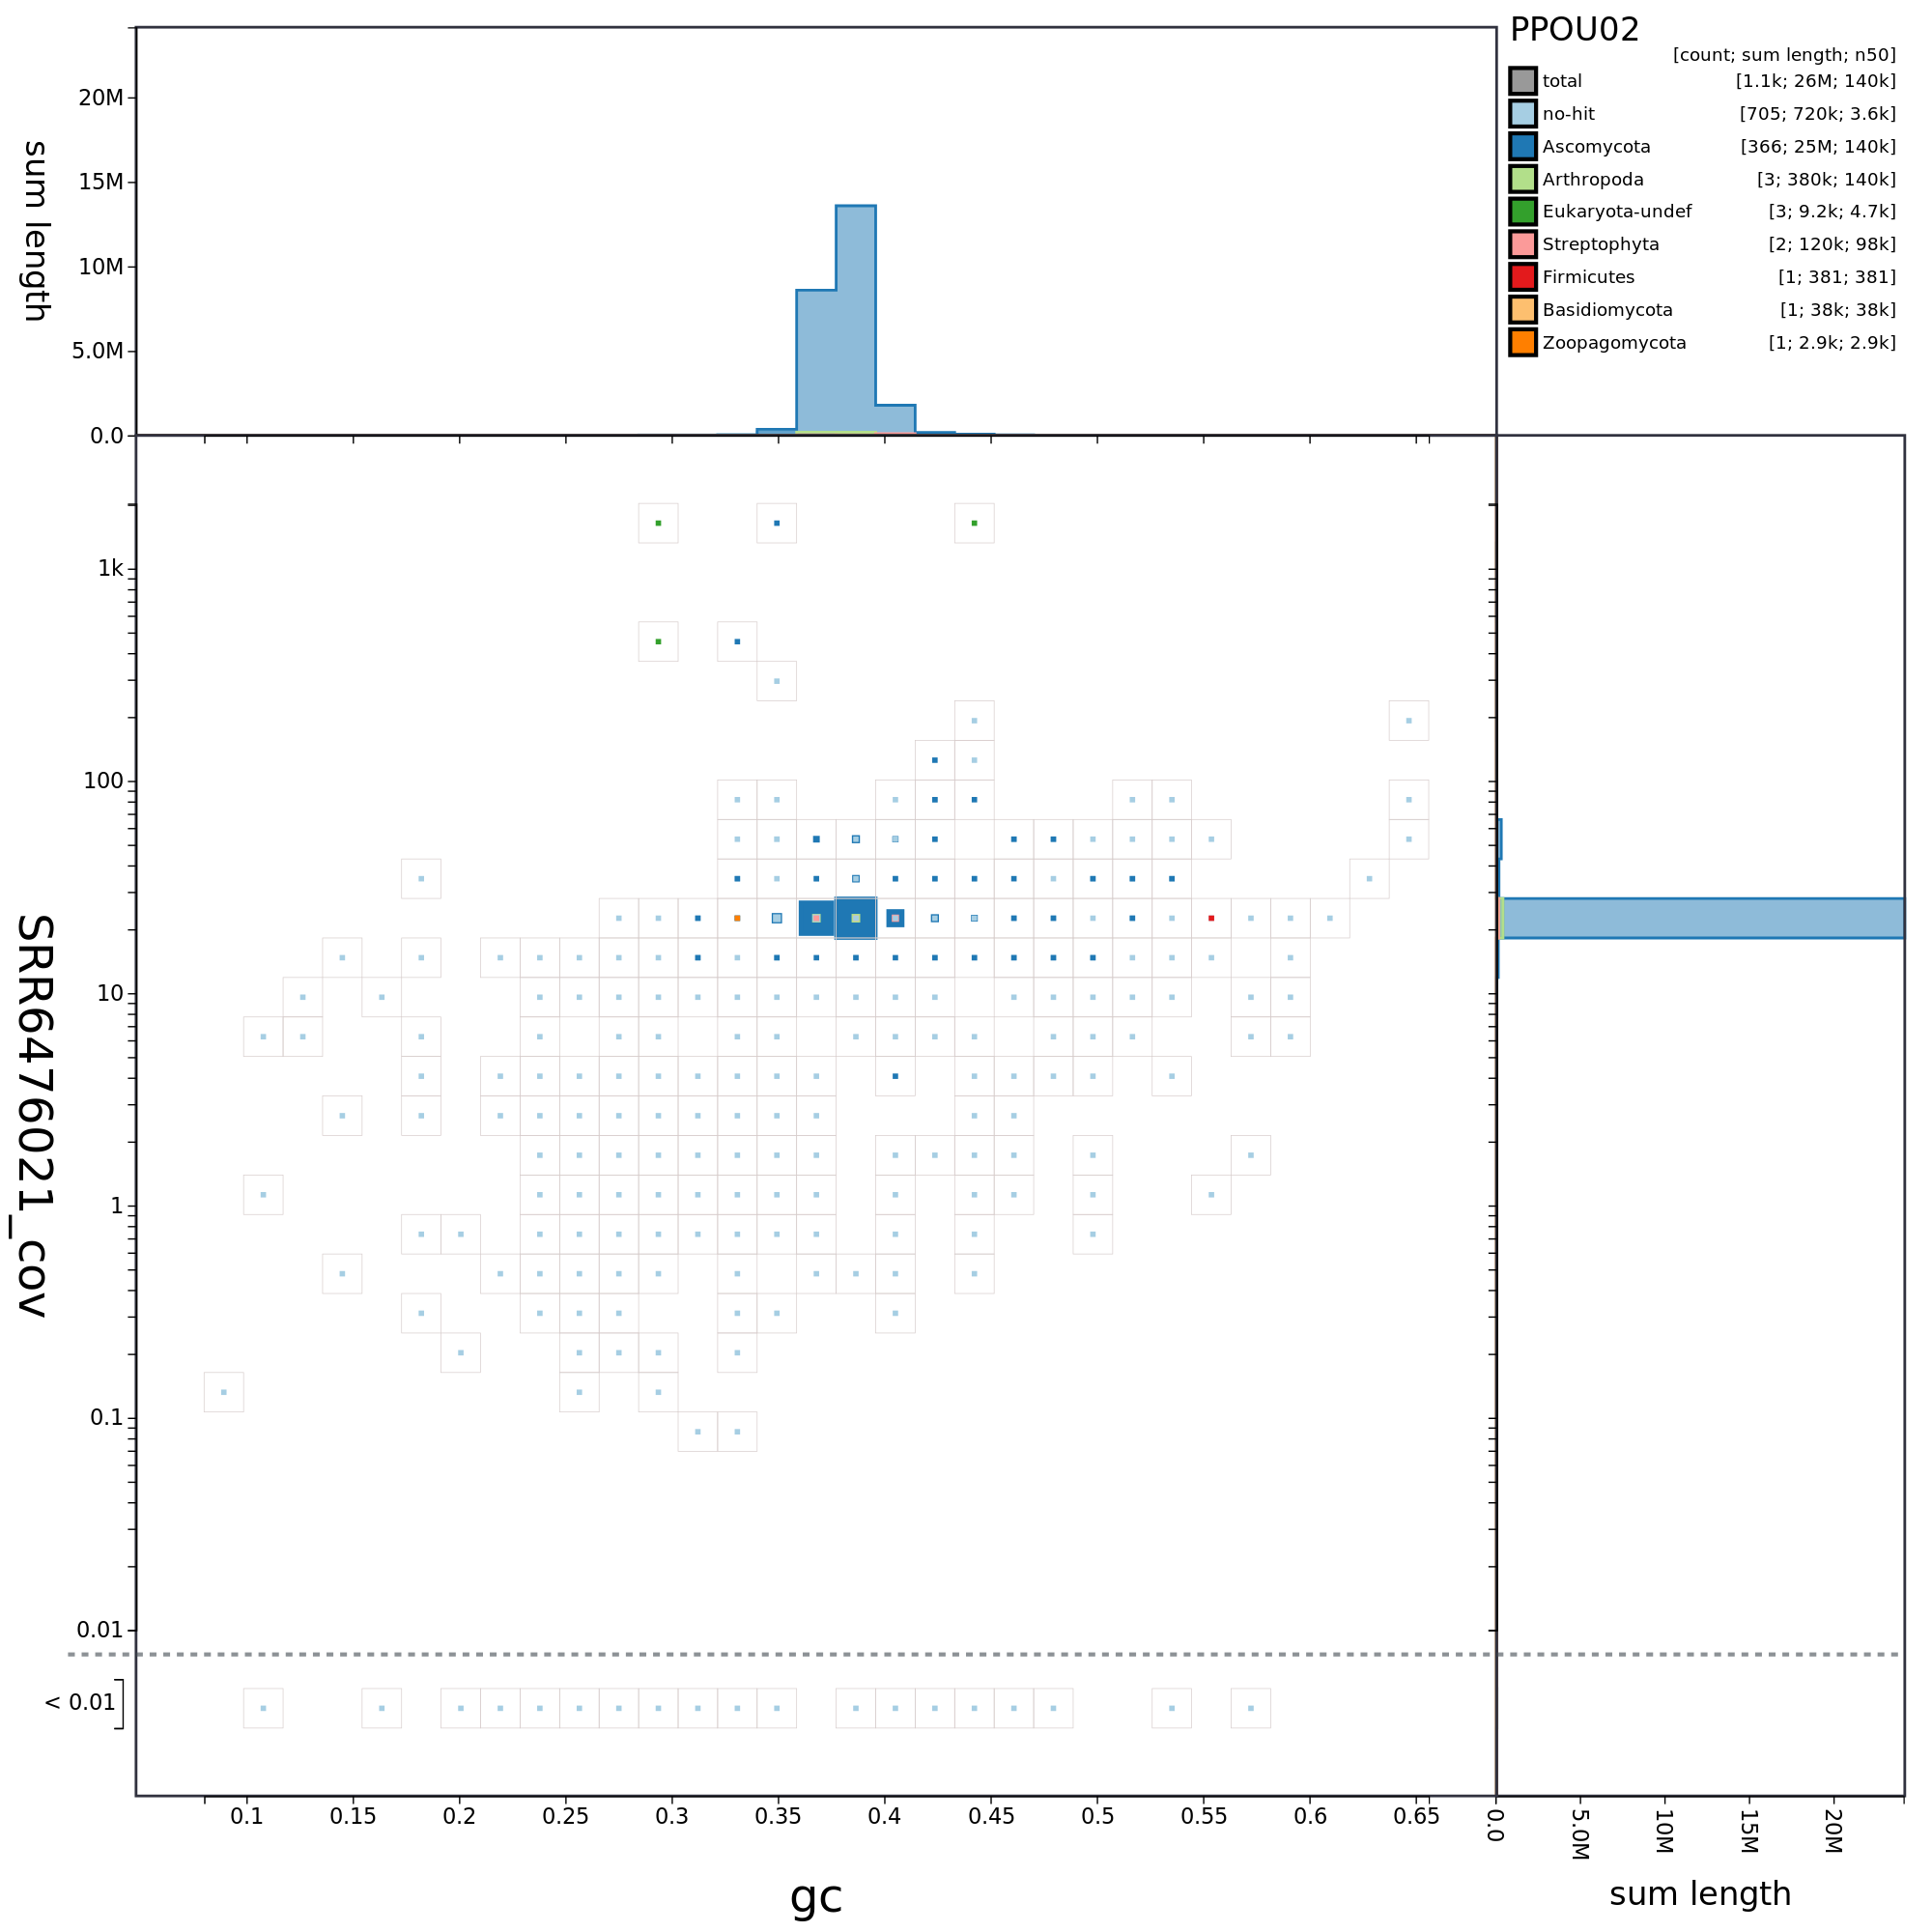 PPOU02
[count; sum length; n50]
total [1.1k; 26M; 140k]
no-hit [705; 720k; 3.6k]
Ascomycota [366; 25M; 140k]
Arthropoda [3; 380k; 140k]
Eukaryota-undef [3; 9.2k; 4.7k]
Streptophyta [2; 120k; 98k]
Firmicutes [1; 381; 381]
Basidiomycota [1; 38k; 38k]
Zoopagomycota [1; 2.9k; 2.9k]
sum length
20M
15M
10M
5.0M
0.0
SRR6476021_cov
1k
100
10
1
0.1
0.01
< 0.01
0.1 0.15 0.2 0.25 0.3 0.35 0.4 0.45 0.5 0.55 0.6 0.65
gc
0.0 5.0M 10M 15M 20M
sum length